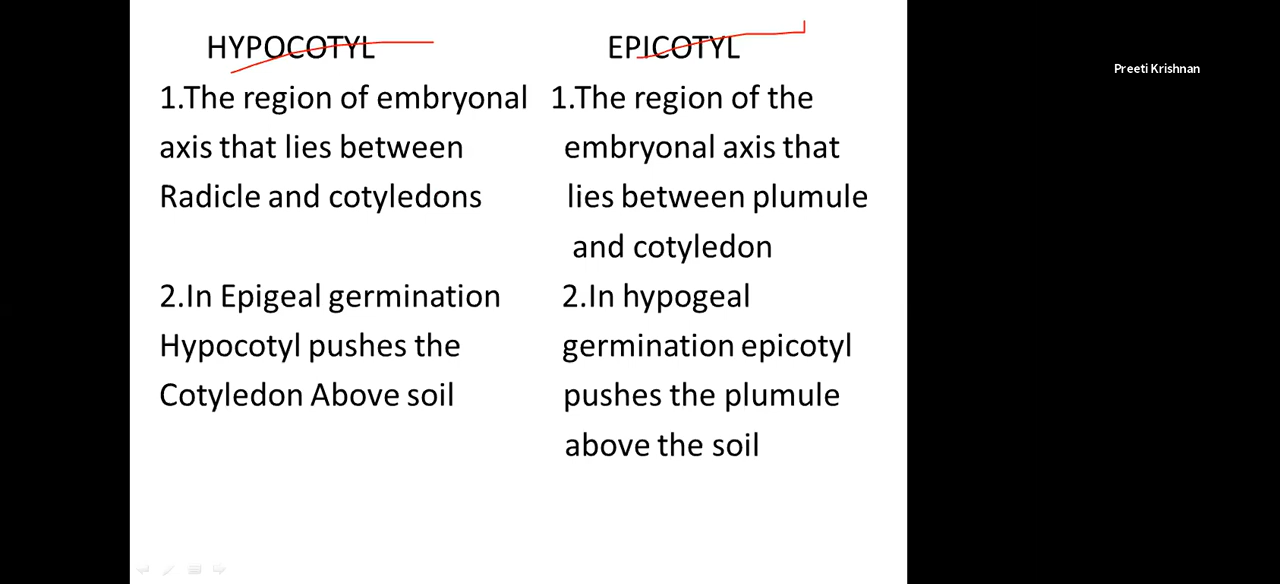 HYPOCOTYL EPICOTYL
Preeti Krishnan
1.The region of embryonal 1.The region of the
axis that lies between embryonal axis that
Radicle and cotyledons lies between plumule
and cotyledon
2.In Epigeal germination 2.In hypogeal
Hypocotyl pushes the germination epicotyl
Cotyledon Above soil pushes the plumule
above the soil